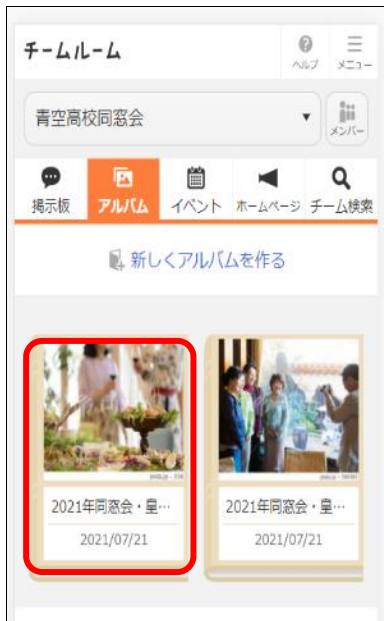 チームルーム
ヘルプ
メニュー
青空高校同窓会
メンバー
掲示板
アルバム
イベント
ホームページ
チーム検索
新しくアルバムを作る
2021年同窓会・皇…
2021年同窓会・皇…
2021/07/21
2021/07/21